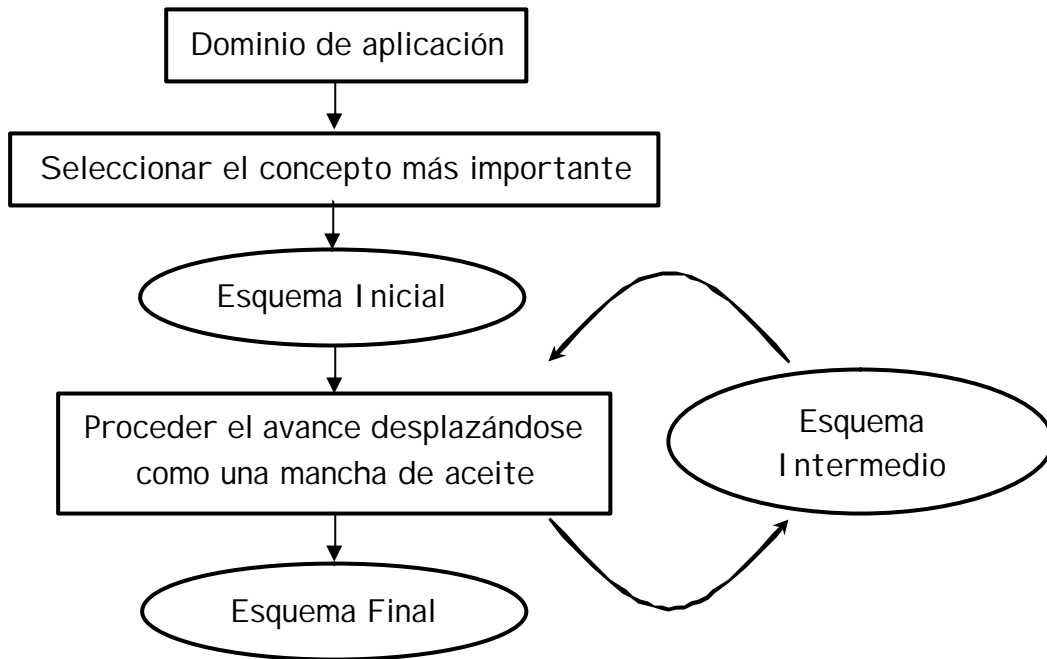 Dominio de aplicación
Seleccionar el concepto más importante
Esquema Inicial
Proceder el avance desplazándose
como una mancha de aceite
Esquema
Intermedio
Esquema Final